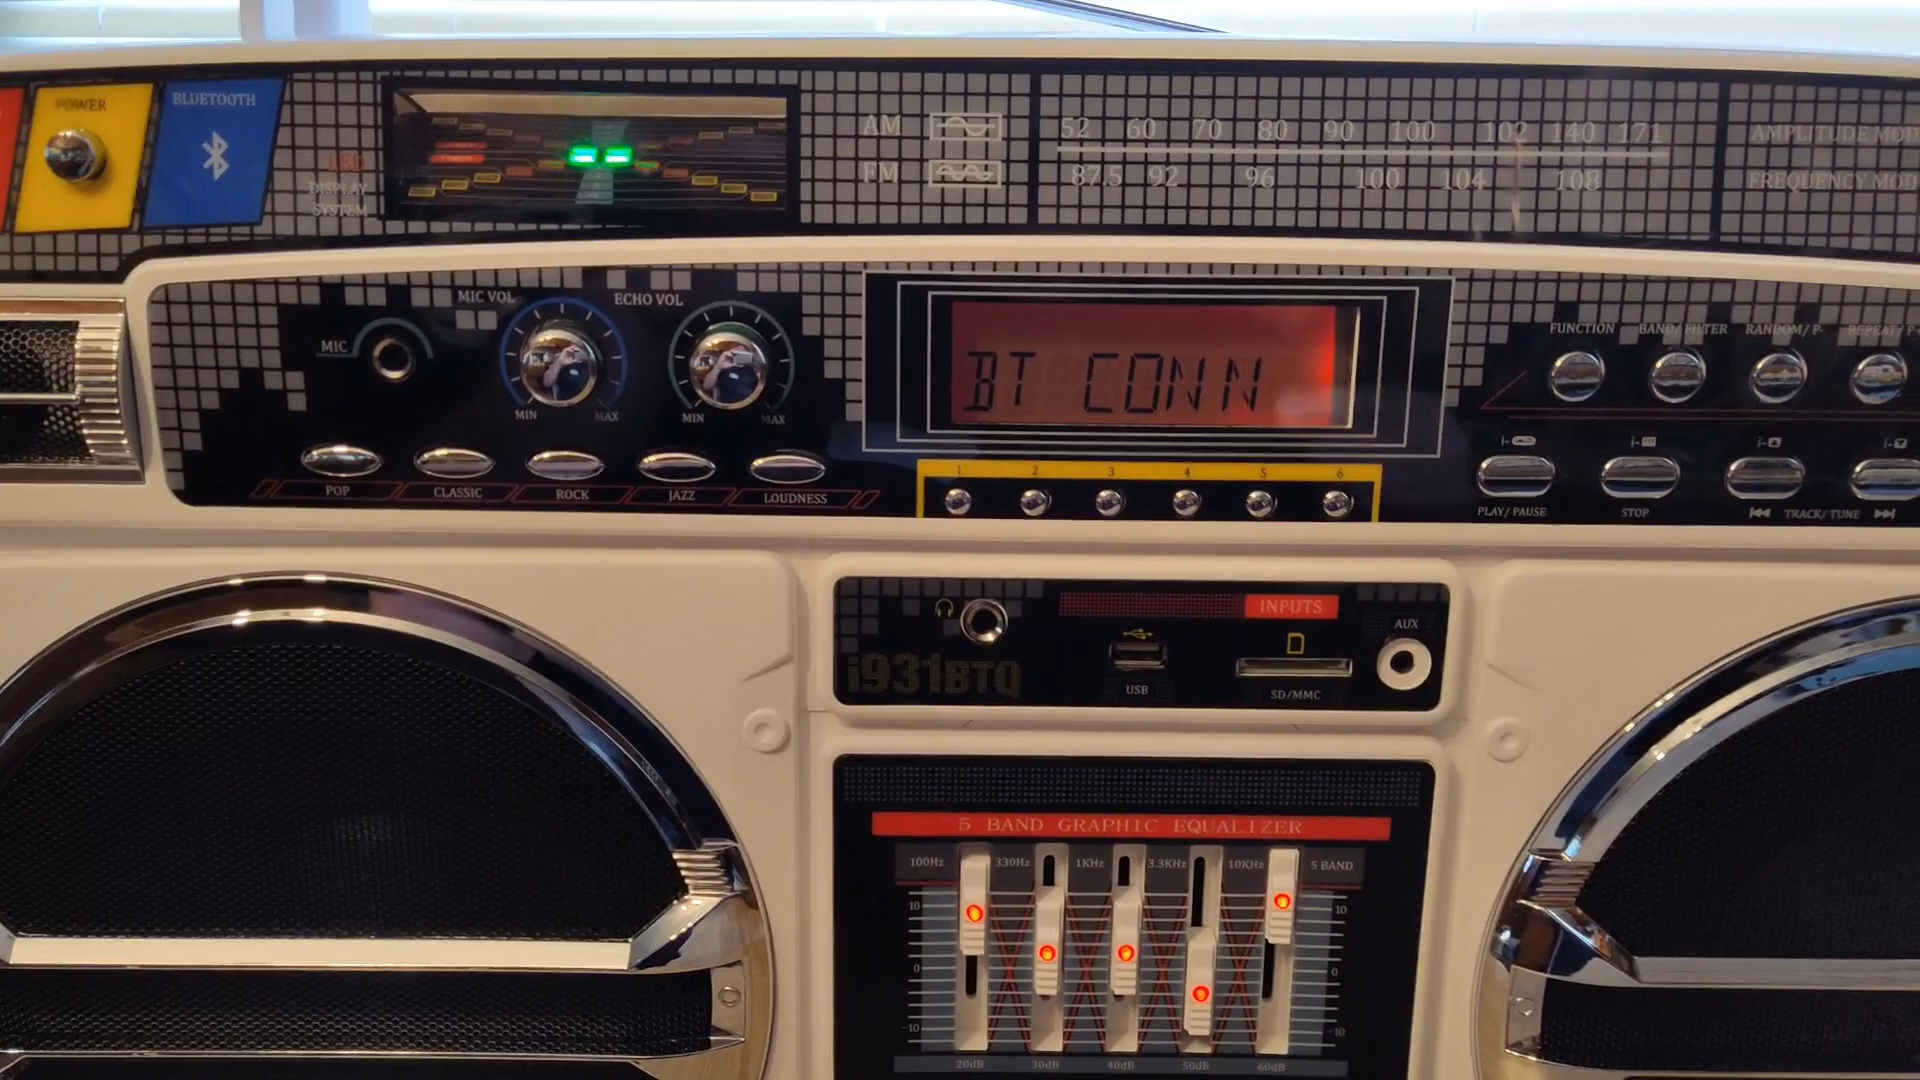 POWER
BLUETOOTH
LED
DISPLAY
SYSTEM
AM
52 60 70 80 90 100 102 140 171
AMPLITUDE MOD
FM
87.5 92 96 100 104 108
FREQUENCY MOD
MIC
MIC VOL
MIN MAX
ECHO VOL
MIN MAX
POP CLASSIC ROCK JAZZ LOUDNESS
BT CONN
1 2 3 4 5 6
FUNCTION BAND/ FILTER RANDOM/ P- REPEAT/ P
PLAY/ PAUSE STOP TRACK/ TUNE
INPUTS
i931BTQ
USB
SD/MMC
AUX
5 BAND GRAPHIC EQUALIZER
100Hz 330Hz 1KHz 3.3KHz 10KHz 5 BAND
10 10
0 0
-10 -10
20dB 30dB 40dB 50dB 60dB